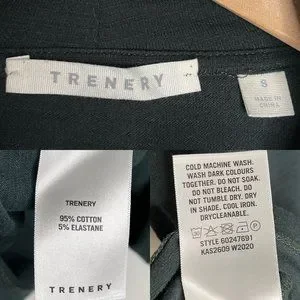 TRENERY
S
MADE IN
CHINA
TRENERY
95% COTTON
5% ELASTANE
TRENERY
COLD MACHINE WASH.
WASH DARK COLOURS
TOGETHER. DO NOT SOAK.
DO NOT BLEACH. DO
NOT TUMBLE DRY. DRY
IN SHADE. COOL IRON.
DRYCLEANABLE.
STYLE 60247691
KAS2609 W2020